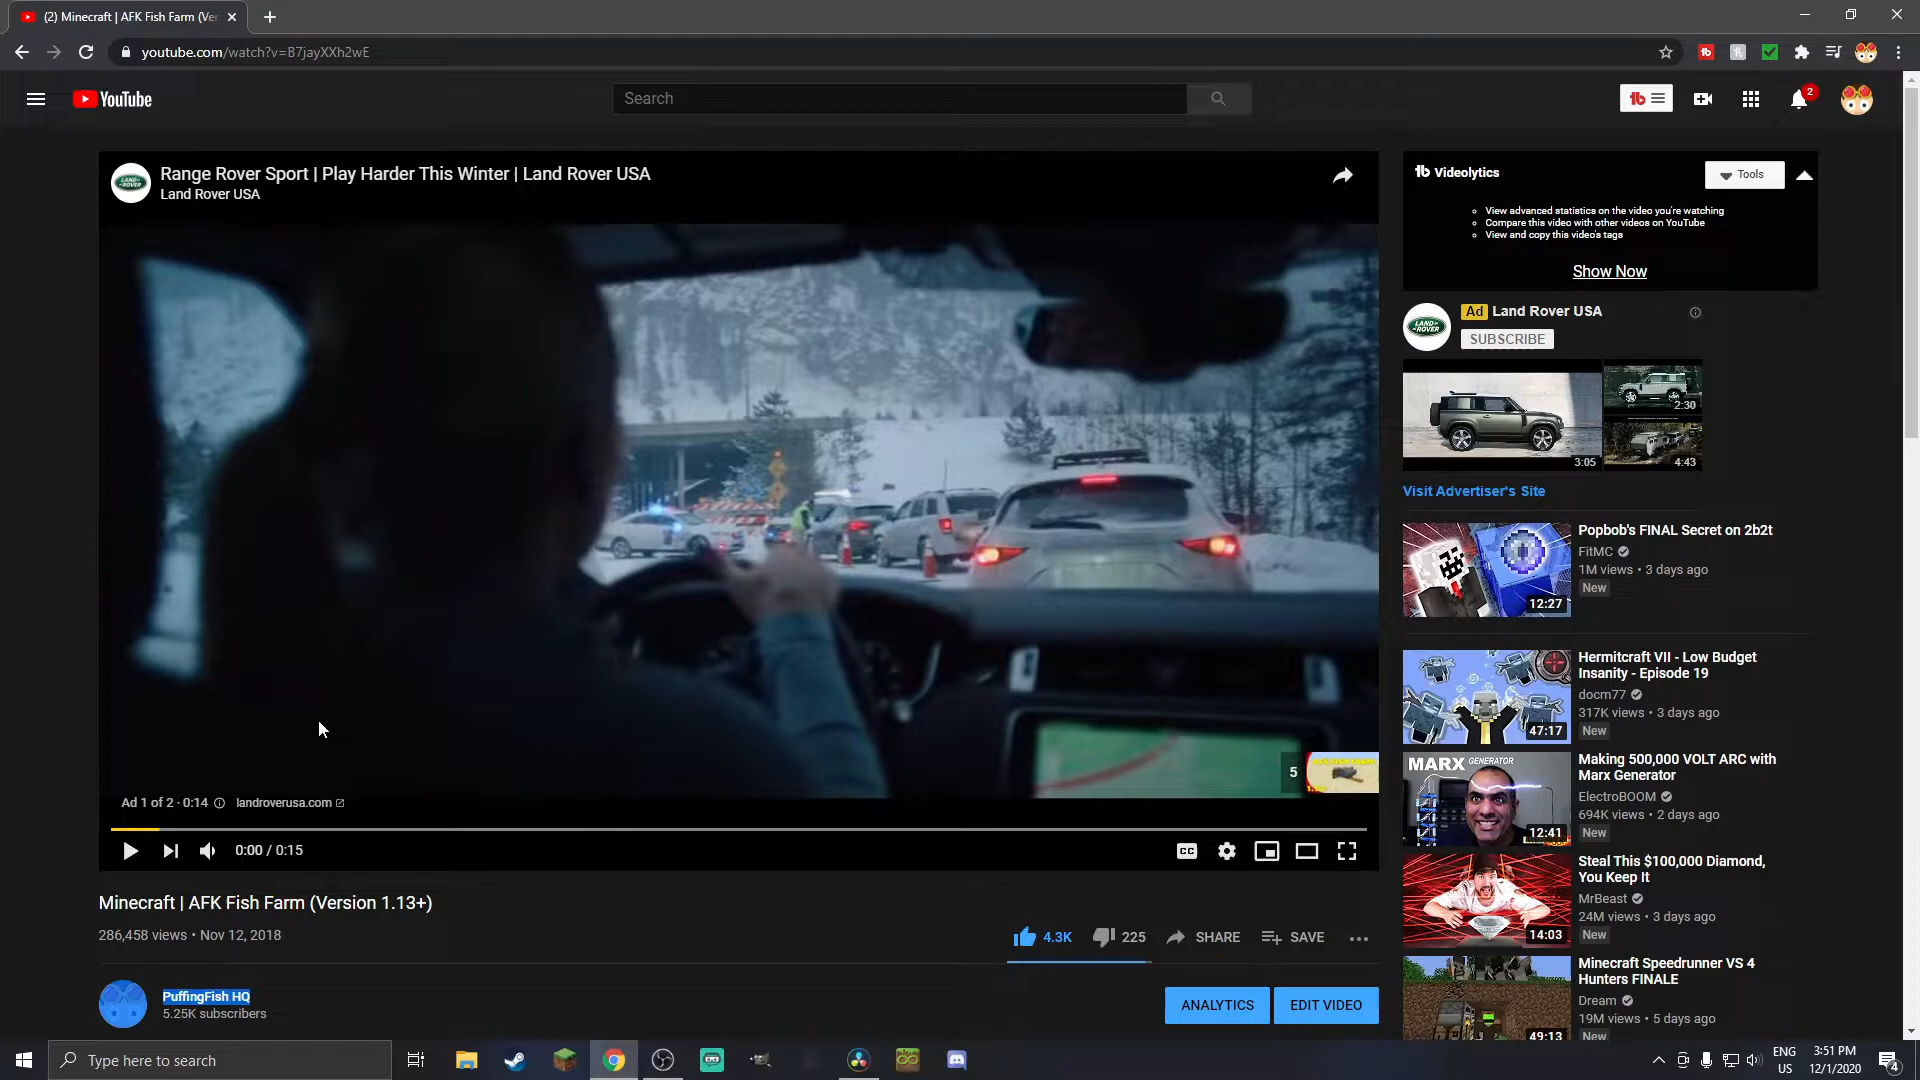 (2) Minecraft | AFK Fish Farm (Ver
youtube.com/watch?v=B7jayXXh2wE
YouTube
Search
2
Range Rover Sport | Play Harder This Winter | Land Rover USA
Land Rover USA
5
Ad 1 of 2 · 0:14
landroverusa.com
0:00 / 0:15
CC
Minecraft | AFK Fish Farm (Version 1.13+)
286,458 views • Nov 12, 2018
4.3K
225
SHARE
SAVE
PuffingFish HQ
5.25K subscribers
ANALYTICS
EDIT VIDEO
Videolytics
Tools
View advanced statistics on the video you're watching
Compare this video with other videos on YouTube
View and copy this video's tags
Show Now
LAND ROVER
Ad Land Rover USA
SUBSCRIBE
3:05
2:30
4:43
Visit Advertiser's Site
Popbob's FINAL Secret on 2b2t
FitMC
1M views • 3 days ago
New
12:27
Hermitcraft VII - Low Budget
Insanity - Episode 19
docm77
317K views • 3 days ago
New
47:17
MARX GENERATOR
12:41
Making 500,000 VOLT ARC with
Marx Generator
ElectroBOOM
694K views • 2 days ago
New
Steal This $100,000 Diamond,
You Keep It
MrBeast
24M views • 3 days ago
New
14:03
Minecraft Speedrunner VS 4
Hunters FINALE
Dream
19M views • 5 days ago
New
49:13
Type here to search
ENG
US
3:51 PM
12/1/2020
4